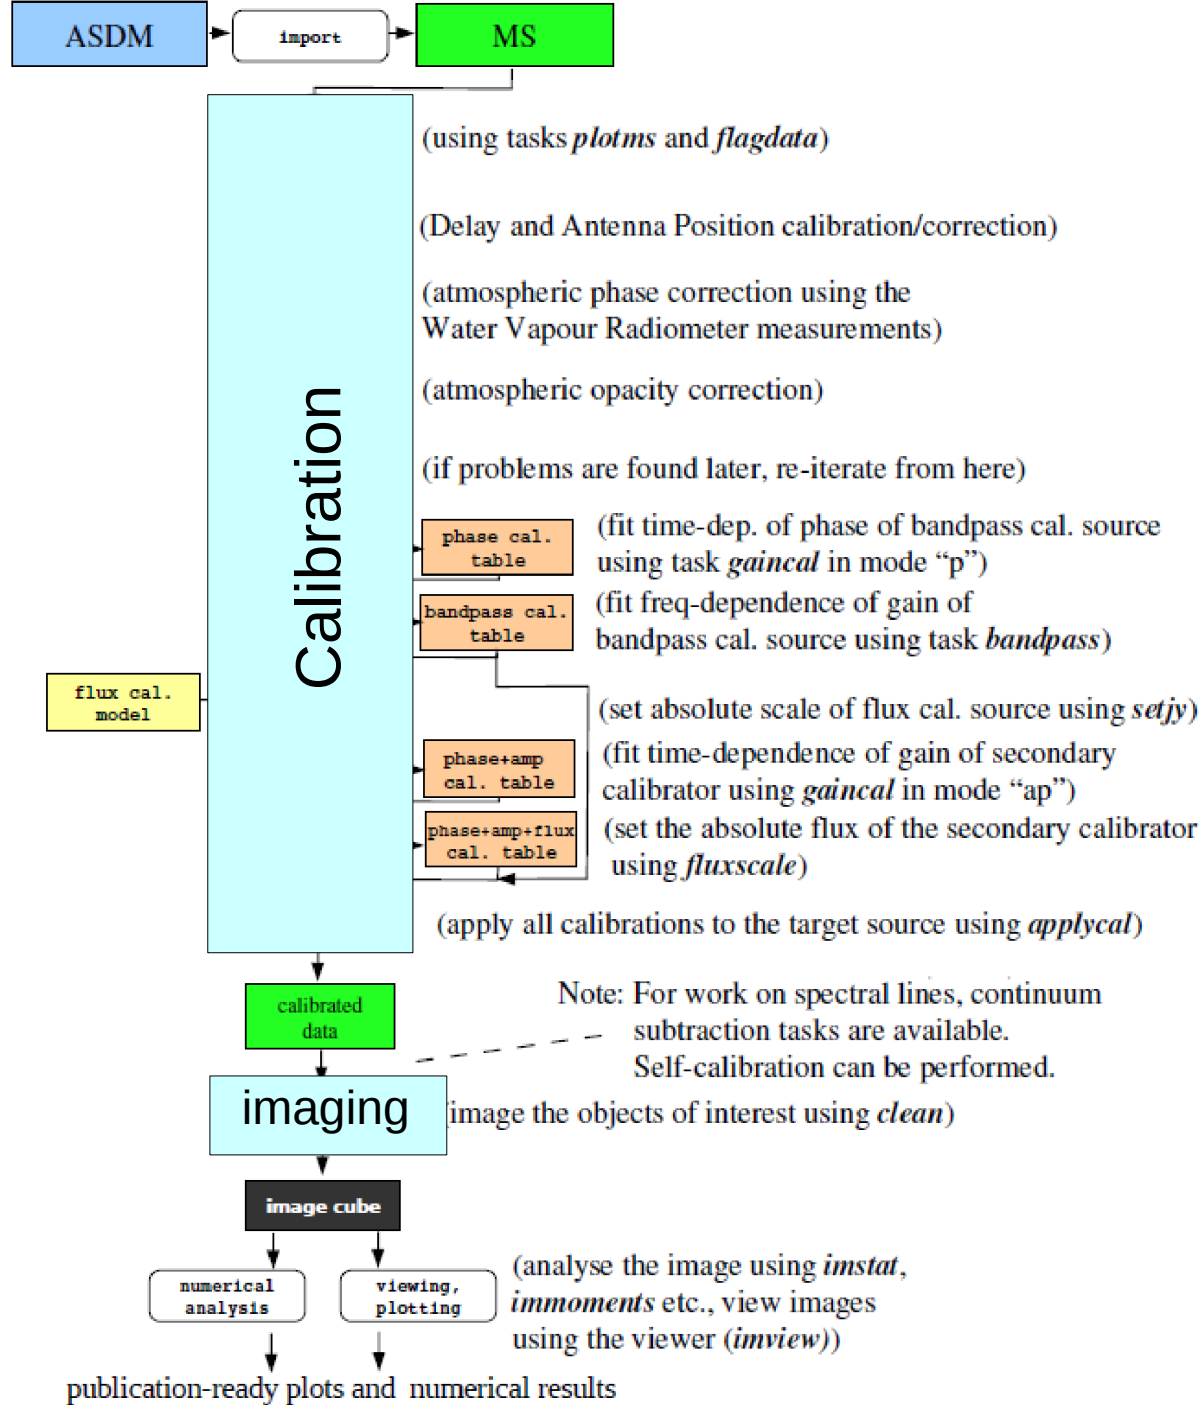 ASDM
import
MS
(using tasks plotms and flagdata)
(Delay and Antenna Position calibration/correction)
(atmospheric phase correction using the
Water Vapour Radiometer measurements)
(atmospheric opacity correction)
Calibration
(if problems are found later, re-iterate from here)
phase cal.
table
(fit time-dep. of phase of bandpass cal. source
using task gaincal in mode “p”)
bandpass cal.
table
(fit freq-dependence of gain of
bandpass cal. source using task bandpass)
flux cal.
model
(set absolute scale of flux cal. source using setjy)
phase+amp
cal. table
(fit time-dependence of gain of secondary
calibrator using gaincal in mode “ap”)
phase+amp+flux
cal. table
(set the absolute flux of the secondary calibrator
using fluxscale)
(apply all calibrations to the target source using applycal)
calibrated
data
Note: For work on spectral lines, continuum
subtraction tasks are available.
Self-calibration can be performed.
imaging
(image the objects of interest using clean)
image cube
numerical
analysis
viewing,
plotting
(analyse the image using imstat,
immoments etc., view images
using the viewer (imview))
publication-ready plots and numerical results